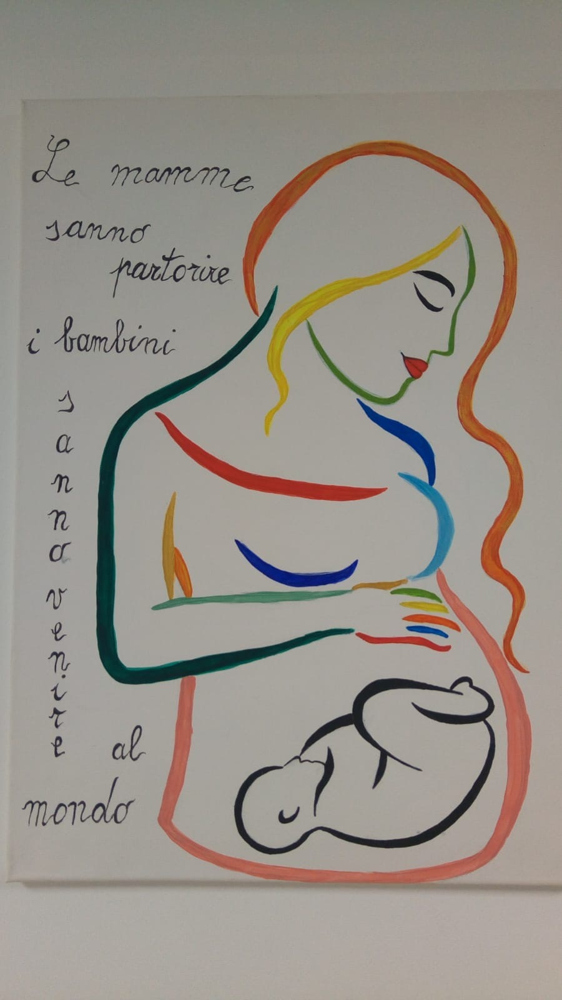 Le mamme
sanno
partorire
i bambini
sanno venire
al
mondo